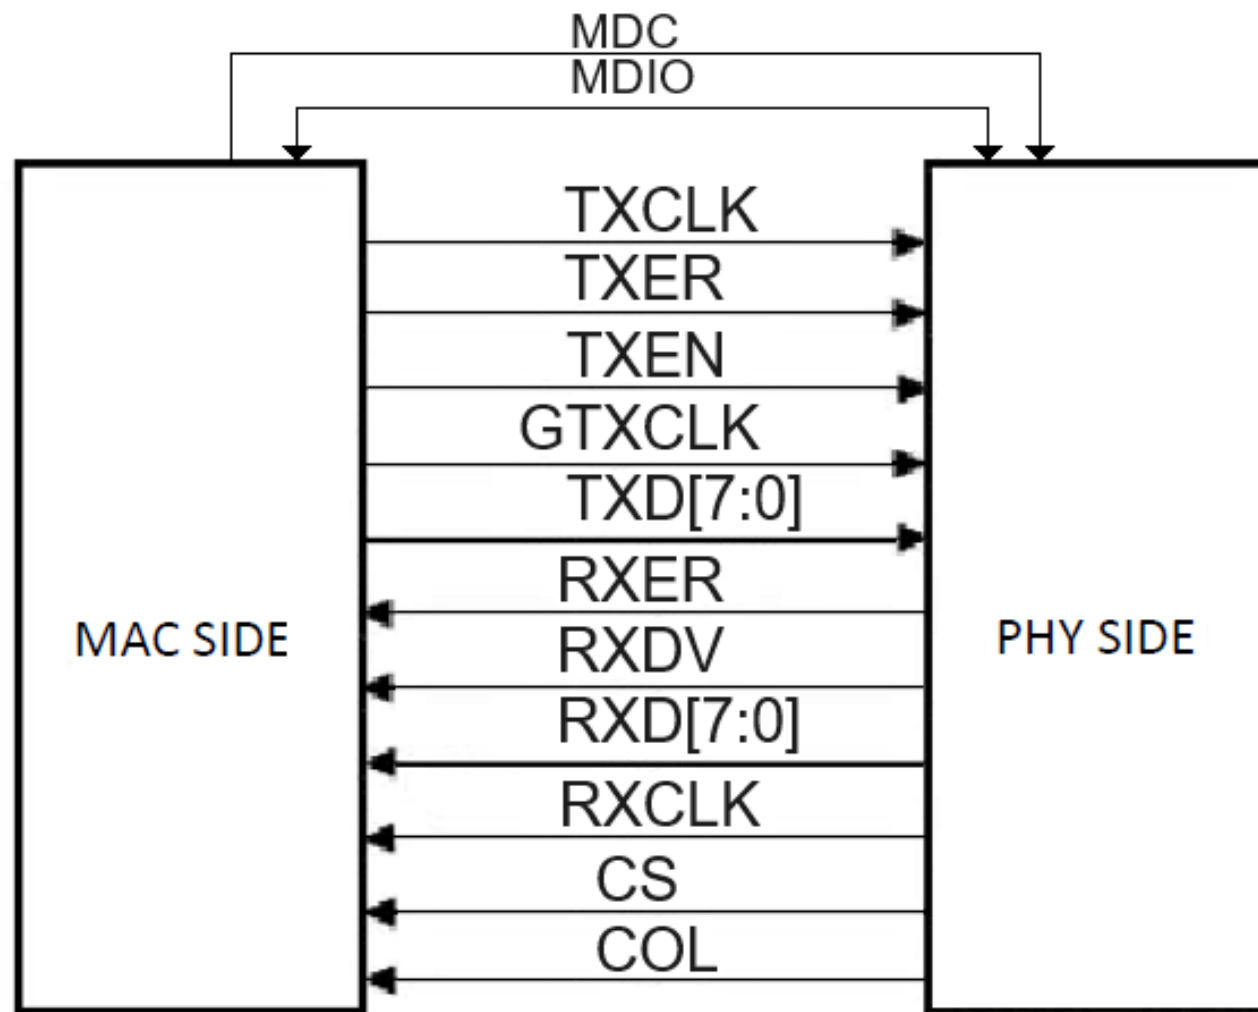 MDC
MDIO
TXCLK
TXER
TXEN
GTXCLK
TXD[7:0]
RXER
MAC SIDE
PHY SIDE
RXDV
RXD[7:0]
RXCLK
CS
COL